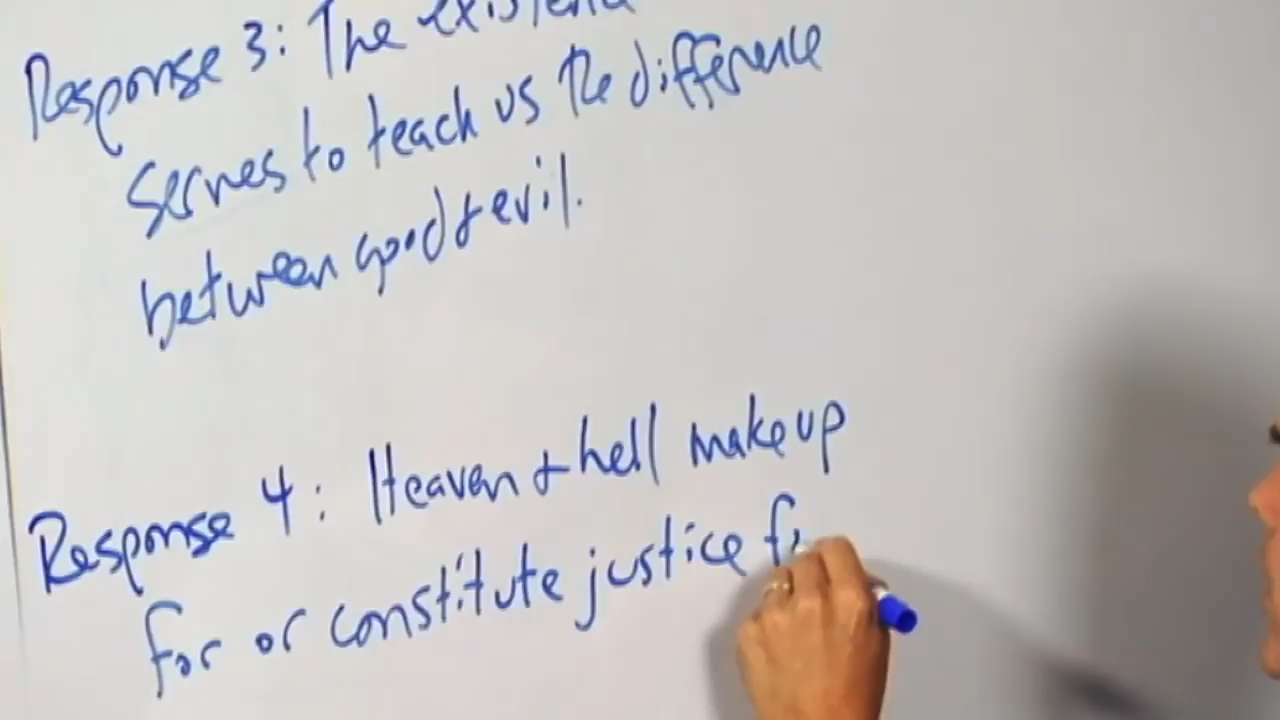 Response 3: The
serves to teach us the difference
between good & evil.
Response 4: Heaven & hell make up
for or constitute justice